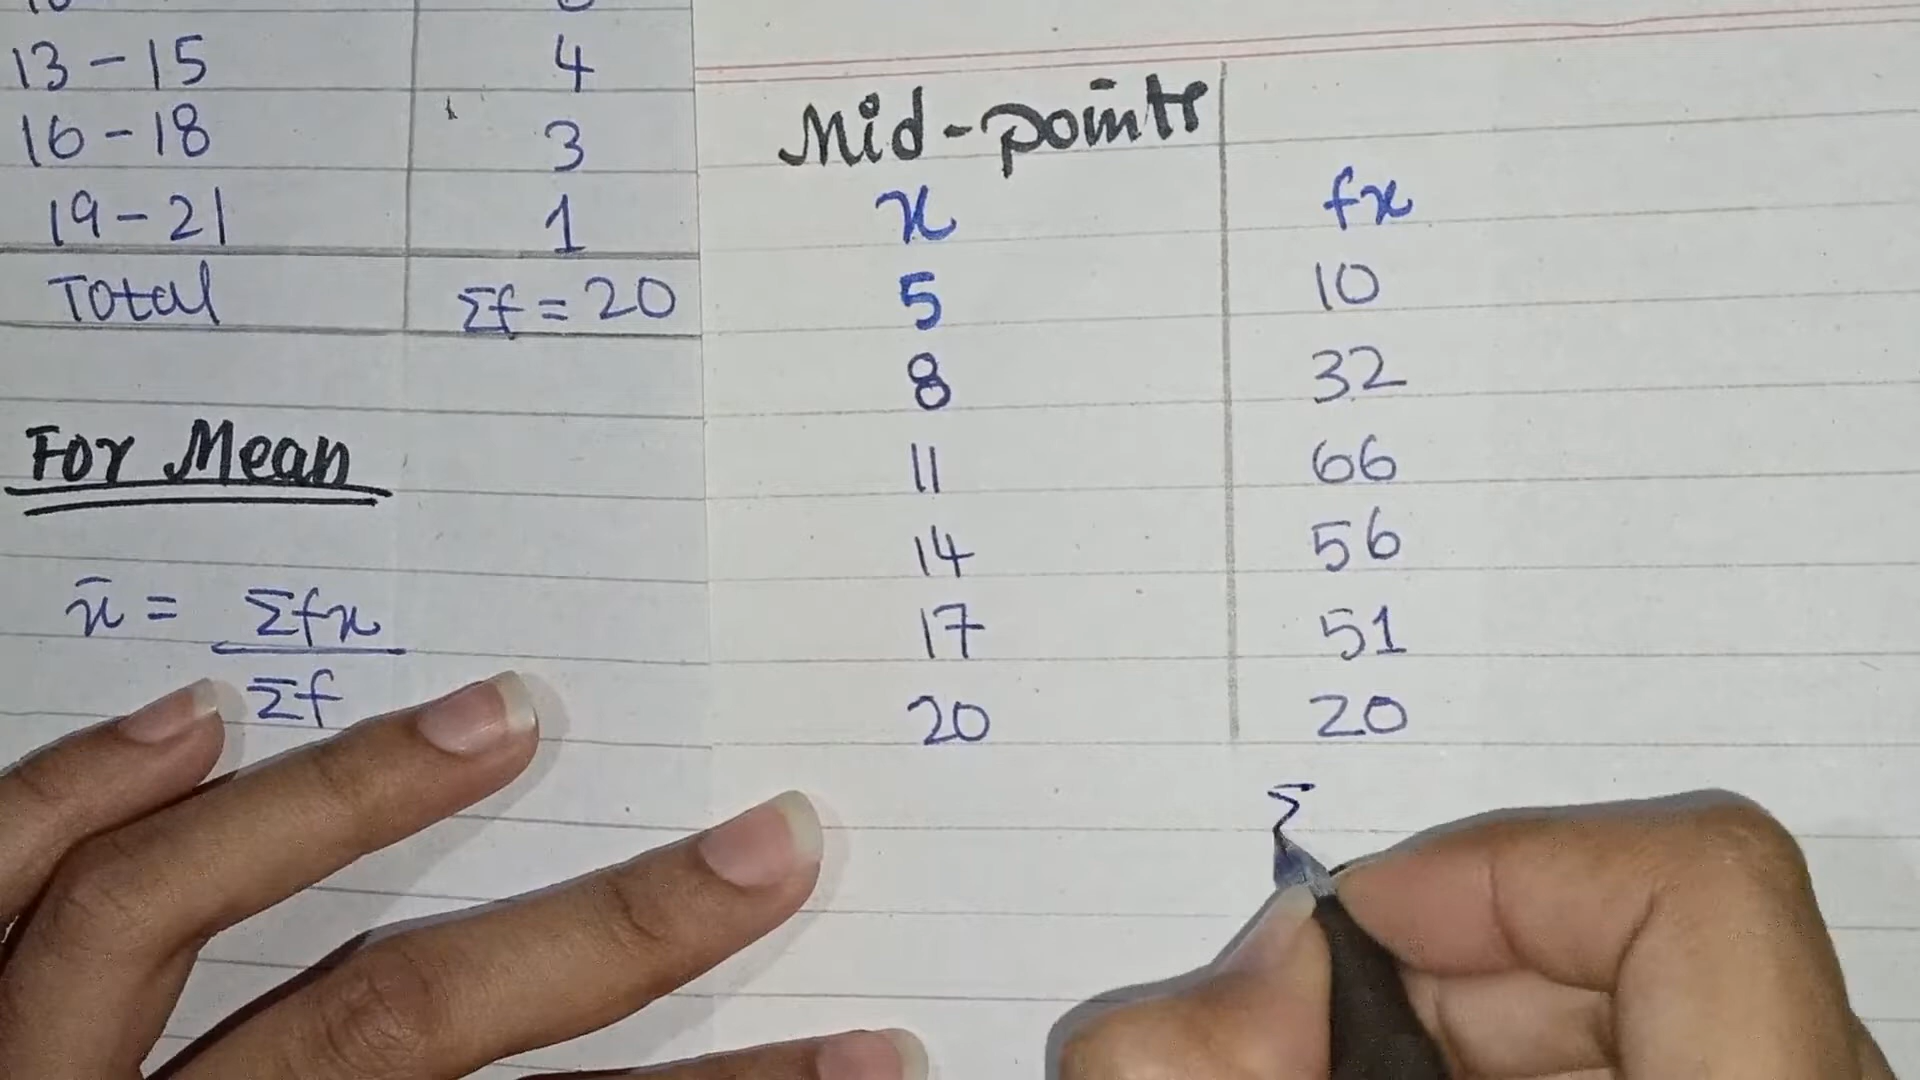 13 - 15 4
16 - 18 3
19 - 21 1
Total Σf = 20
For Mean
x̄ = Σfx
Σf
Mid-points
x fx
5 10
8 32
11 66
14 56
17 51
20 20
Σ